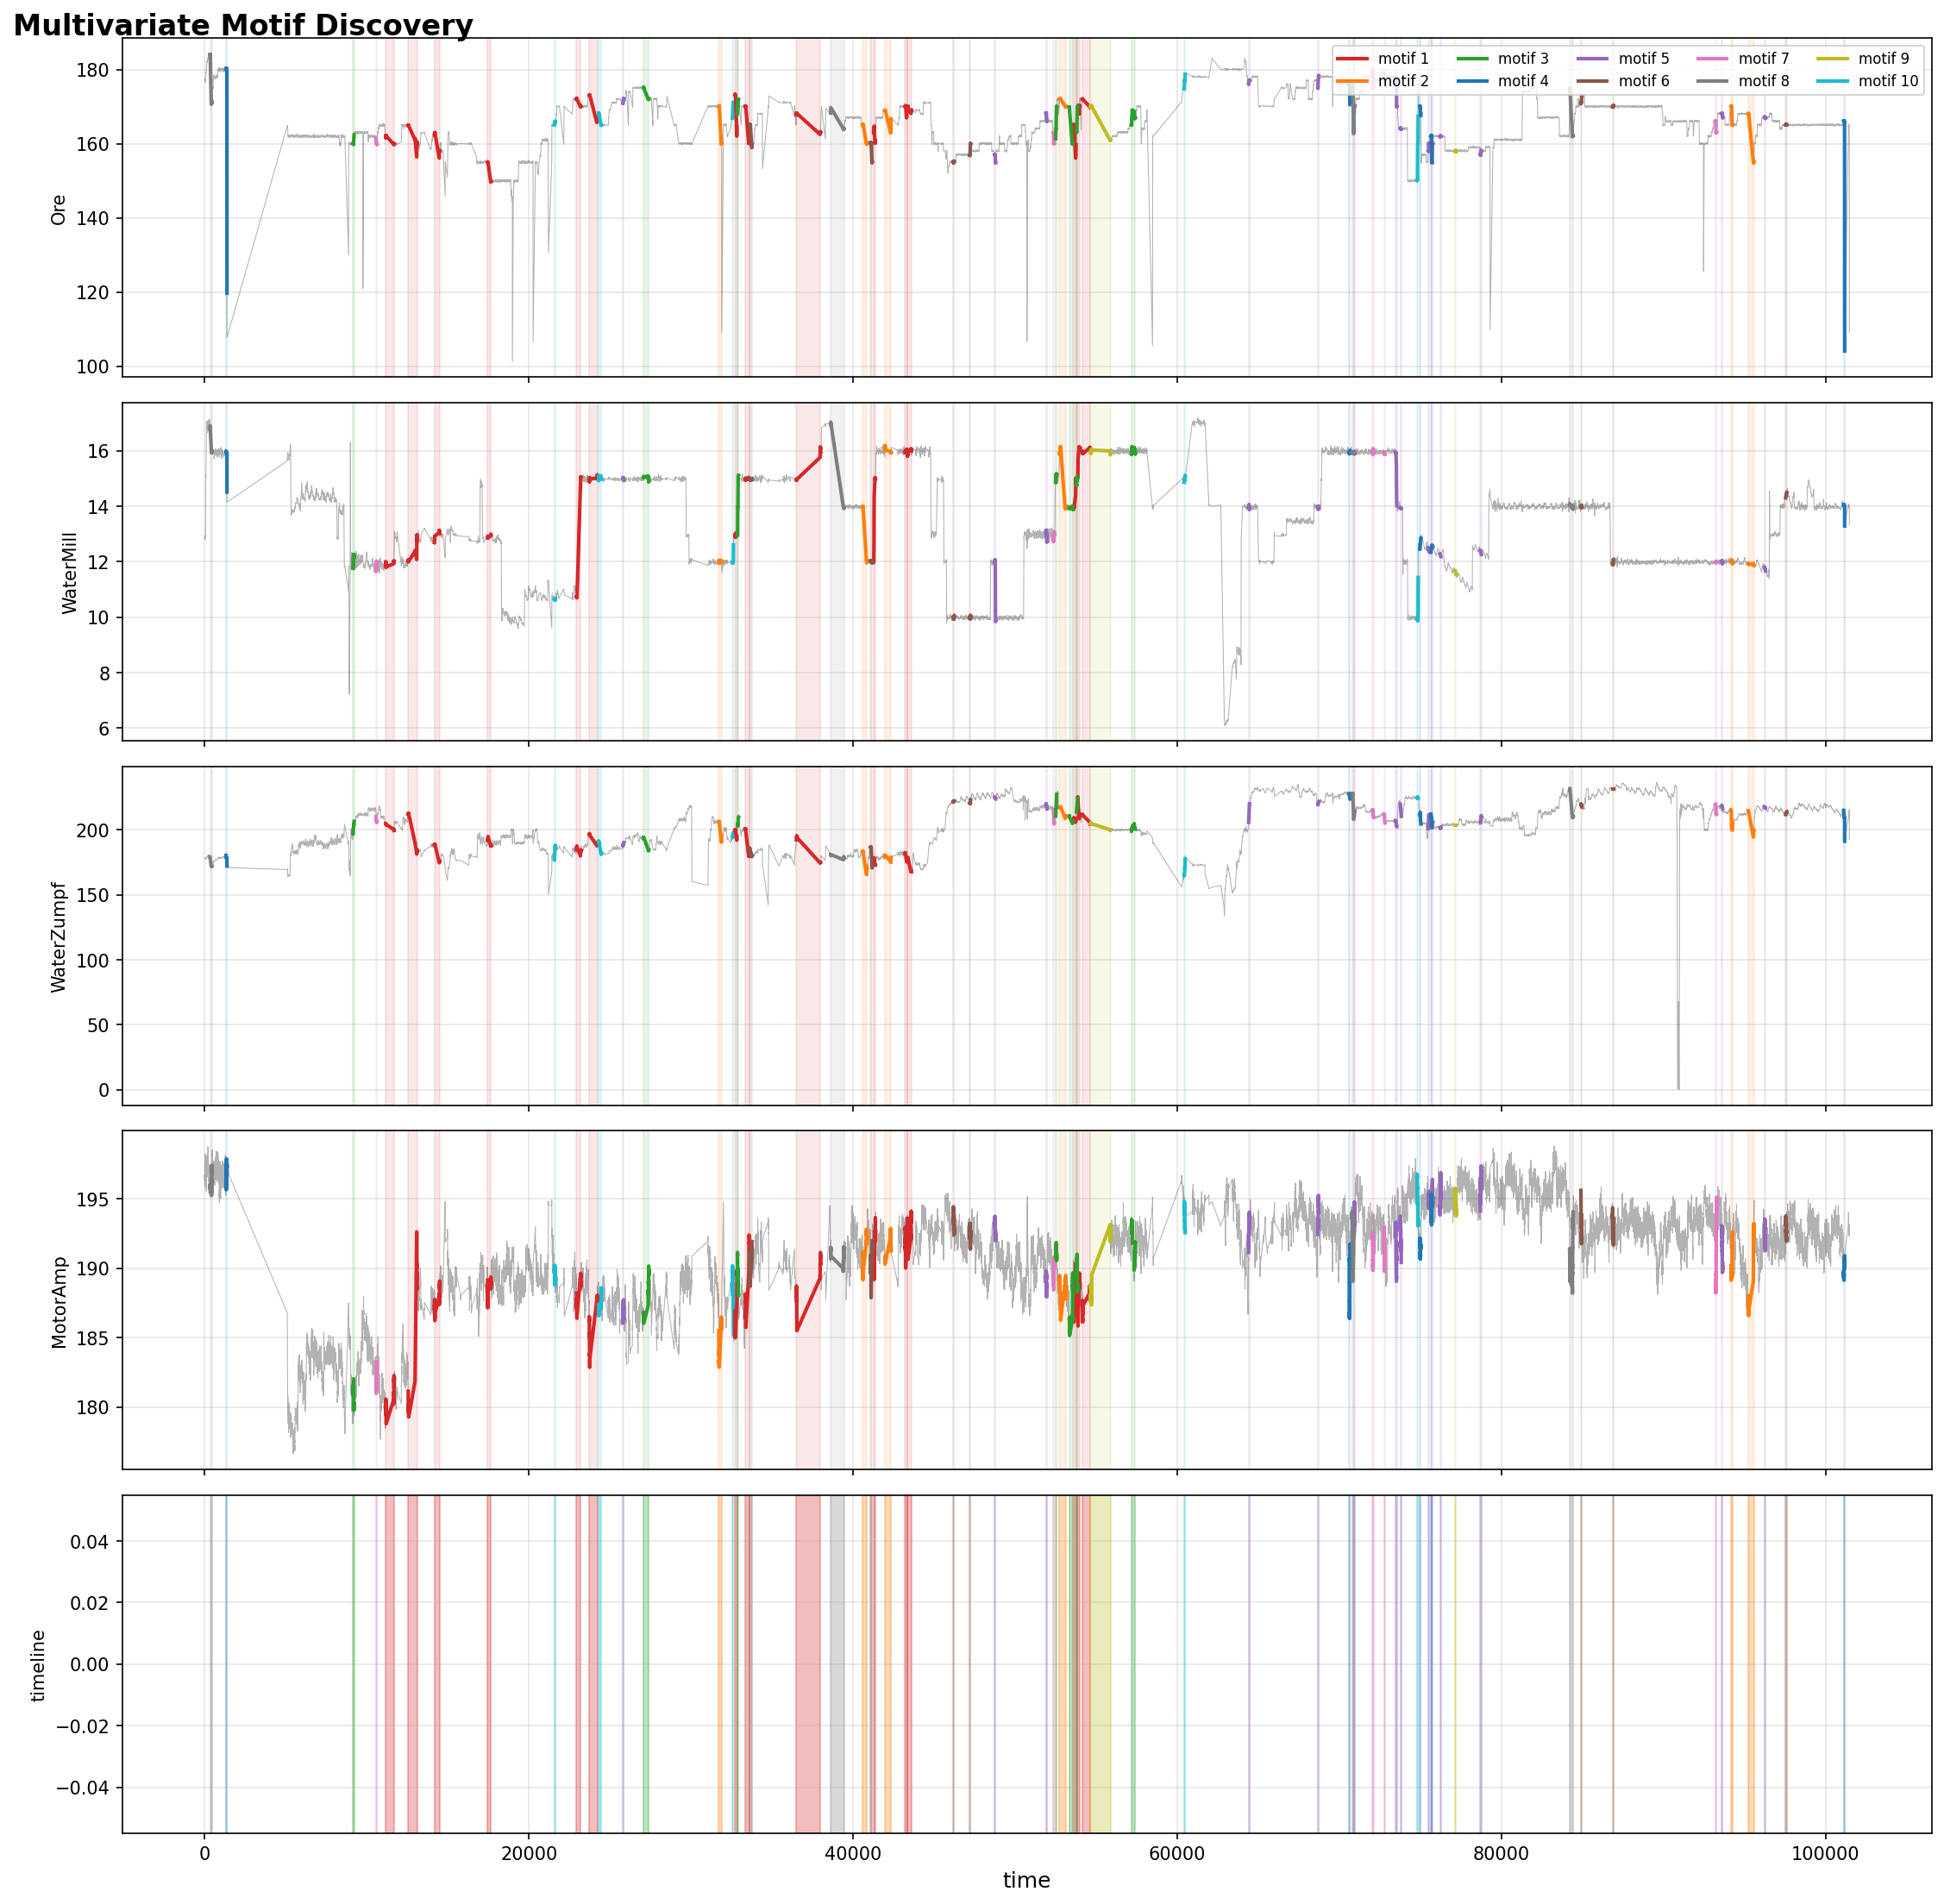 Multivariate Motif Discovery
motif 1 motif 3 motif 5 motif 7 motif 9
motif 2 motif 4 motif 6 motif 8 motif 10
180
160
140
120
100
Ore
16
14
12
10
8
6
WaterMill
200
150
100
50
0
WaterZumpf
195
190
185
180
MotorAmp
0.04
0.02
0.00
−0.02
−0.04
timeline
0 20000 40000 60000 80000 100000
time